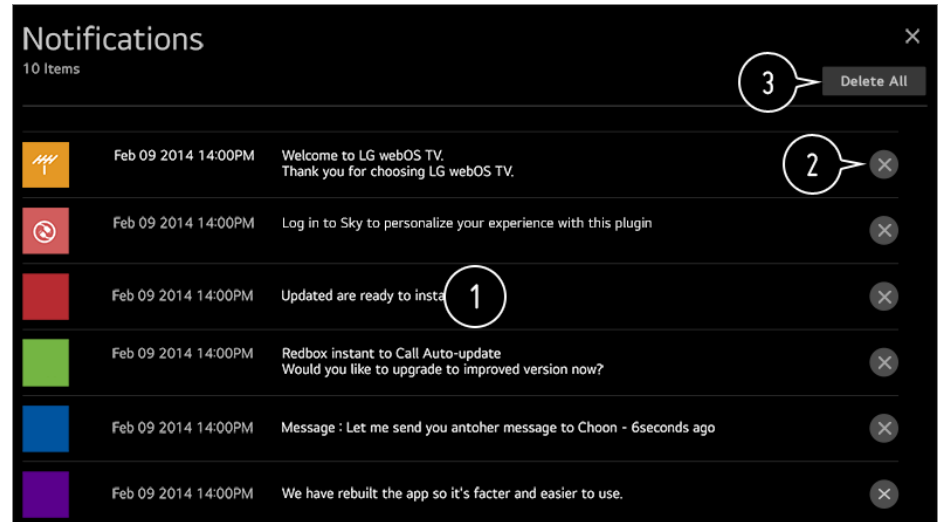 Notifications
10 Items
3
Delete All
Feb 09 2014 14:00PM
Welcome to LG webOS TV.
Thank you for choosing LG webOS TV.
2
Feb 09 2014 14:00PM
Log in to Sky to personalize your experience with this plugin
Feb 09 2014 14:00PM
Updated are ready to insta
1
Feb 09 2014 14:00PM
Redbox instant to Call Auto-update
Would you like to upgrade to improved version now?
Feb 09 2014 14:00PM
Message : Let me send you antoher message to Choon - 6seconds ago
Feb 09 2014 14:00PM
We have rebuilt the app so it's facter and easier to use.